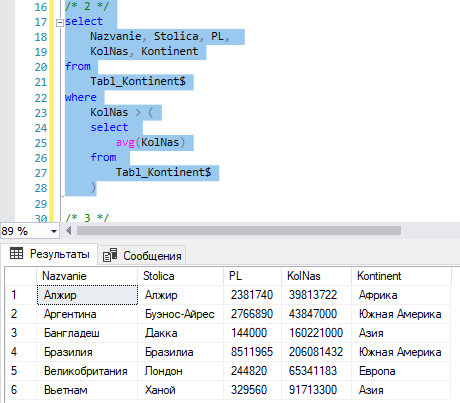 16 /* 2 */
17 select
18 Nazvanie, Stolica, PL,
19 KolNas, Kontinent
20 from
21 Tabl_Kontinent$
22 where
23 KolNas > (
24 select
25 avg(KolNas)
26 from
27 Tabl_Kontinent$
28 )
29
30 /* 3 */
89 %
Результаты Сообщения
Nazvanie Stolica PL KolNas Kontinent
1 Алжир Алжир 2381740 39813722 Африка
2 Аргентина Буэнос-Айрес 2766890 43847000 Южная Америка
3 Бангладеш Дакка 144000 160221000 Азия
4 Бразилия Бразилиа 8511965 206081432 Южная Америка
5 Великобритания Лондон 244820 65341183 Европа
6 Вьетнам Ханой 329560 91713300 Азия